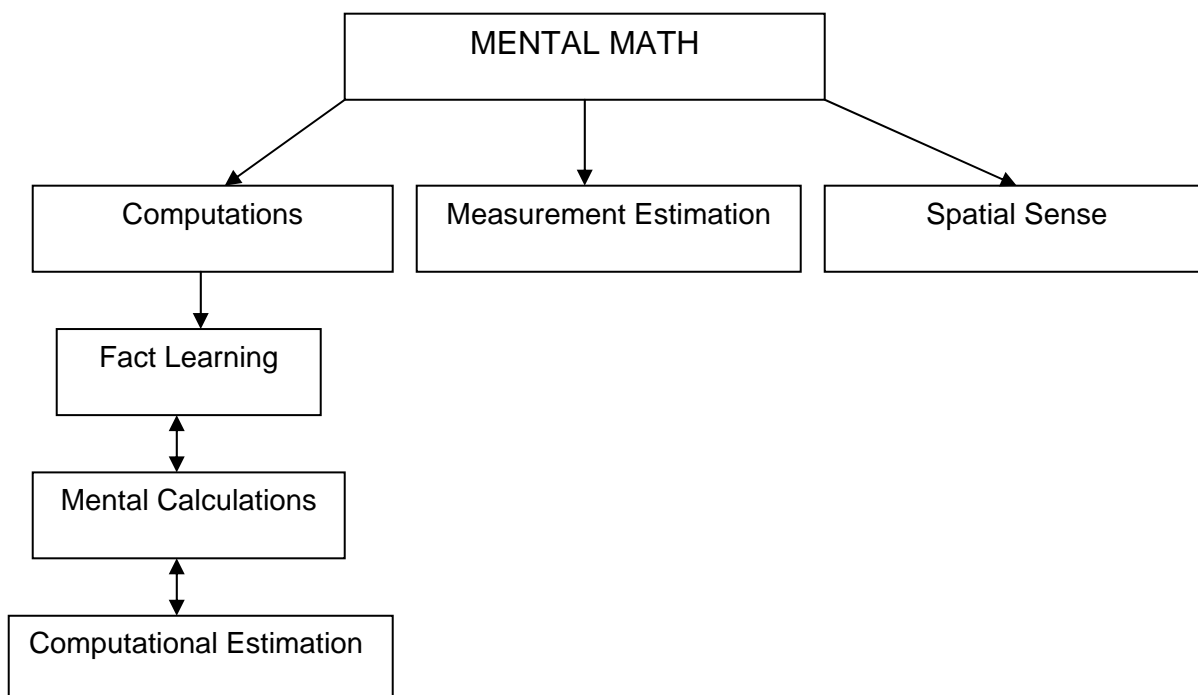 MENTAL MATH
Computations
Measurement Estimation
Spatial Sense
Fact Learning
Mental Calculations
Computational Estimation